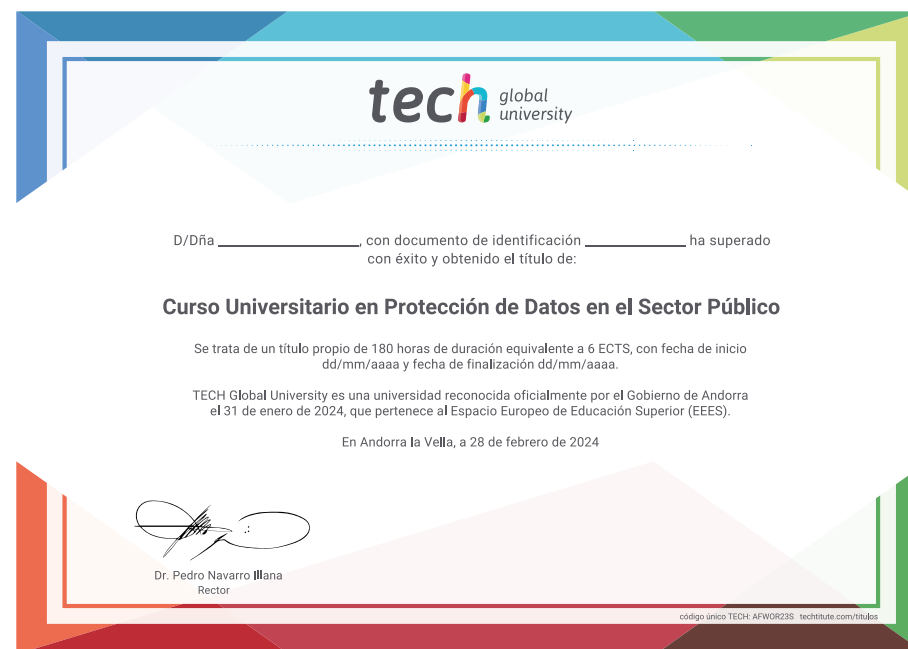 tech global university
D/Dña ______________, con documento de identificación ______________ ha superado
con éxito y obtenido el título de:
Curso Universitario en Protección de Datos en el Sector Público
Se trata de un título propio de 180 horas de duración equivalente a 6 ECTS, con fecha de inicio
dd/mm/aaaa y fecha de finalización dd/mm/aaaa.
TECH Global University es una universidad reconocida oficialmente por el Gobierno de Andorra
el 31 de enero de 2024, que pertenece al Espacio Europeo de Educación Superior (EEES).
En Andorra la Vella, a 28 de febrero de 2024
Dr. Pedro Navarro Illana
Rector
código único TECH: AFWOR23S techtitute.com/titulos